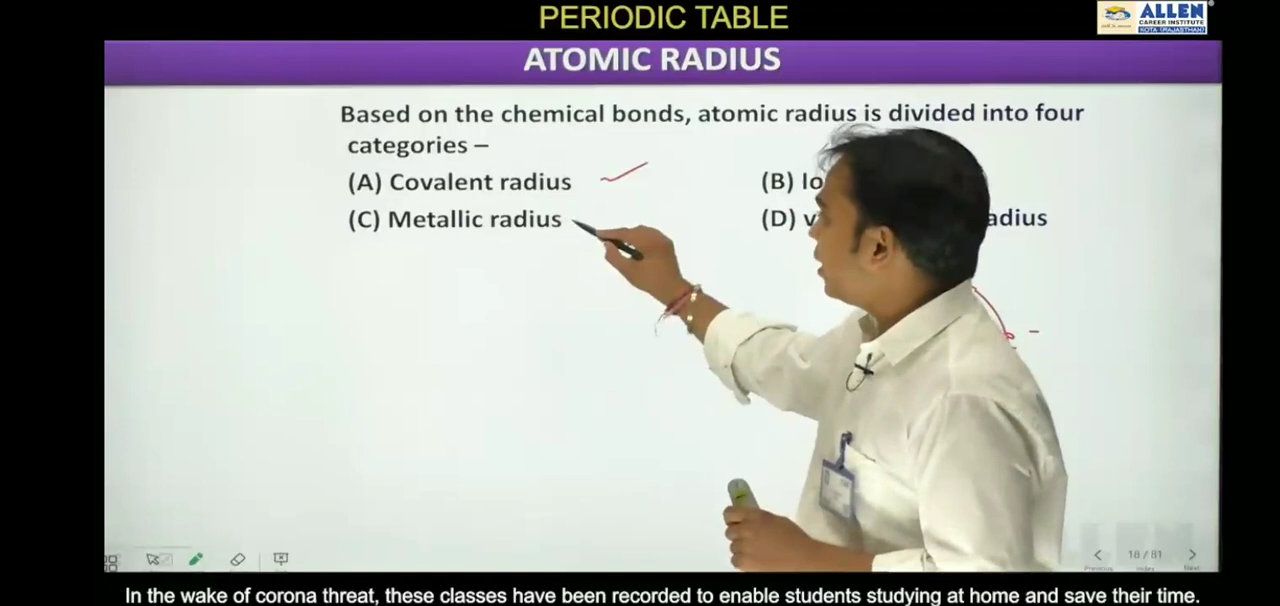 PERIODIC TABLE
ALLEN
CAREER INSTITUTE
KOTA (RAJASTHAN)
ATOMIC RADIUS
Based on the chemical bonds, atomic radius is divided into four
categories –
(A) Covalent radius
(B)
(C) Metallic radius
(D)
18 / 81
In the wake of corona threat, these classes have been recorded to enable students studying at home and save their time.